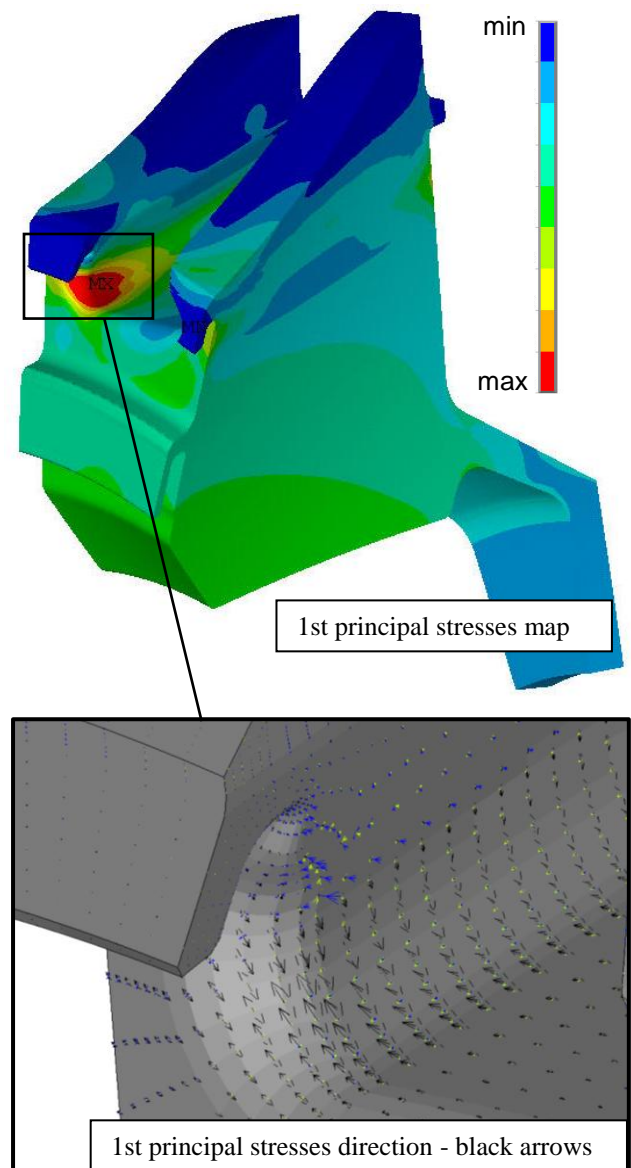 min
max
MX
1st principal stresses map
1st principal stresses direction - black arrows